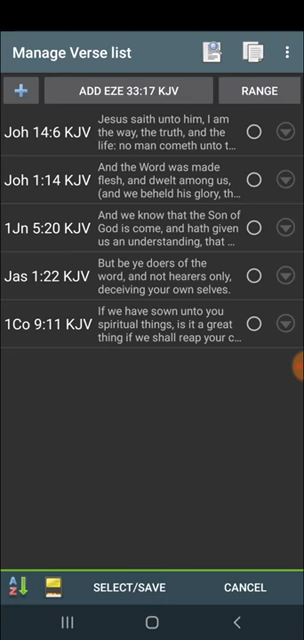 Manage Verse list
ADD EZE 33:17 KJV
RANGE
Joh 14:6 KJV
Jesus saith unto him, I am
the way, the truth, and the
life: no man cometh unto t...
Joh 1:14 KJV
And the Word was made
flesh, and dwelt among us,
(and we beheld his glory, th...
1Jn 5:20 KJV
And we know that the Son of
God is come, and hath given
us an understanding, that ...
Jas 1:22 KJV
But be ye doers of the
word, and not hearers only,
deceiving your own selves.
1Co 9:11 KJV
If we have sown unto you
spiritual things, is it a great
thing if we shall reap your c...
A
Z
SELECT/SAVE
CANCEL